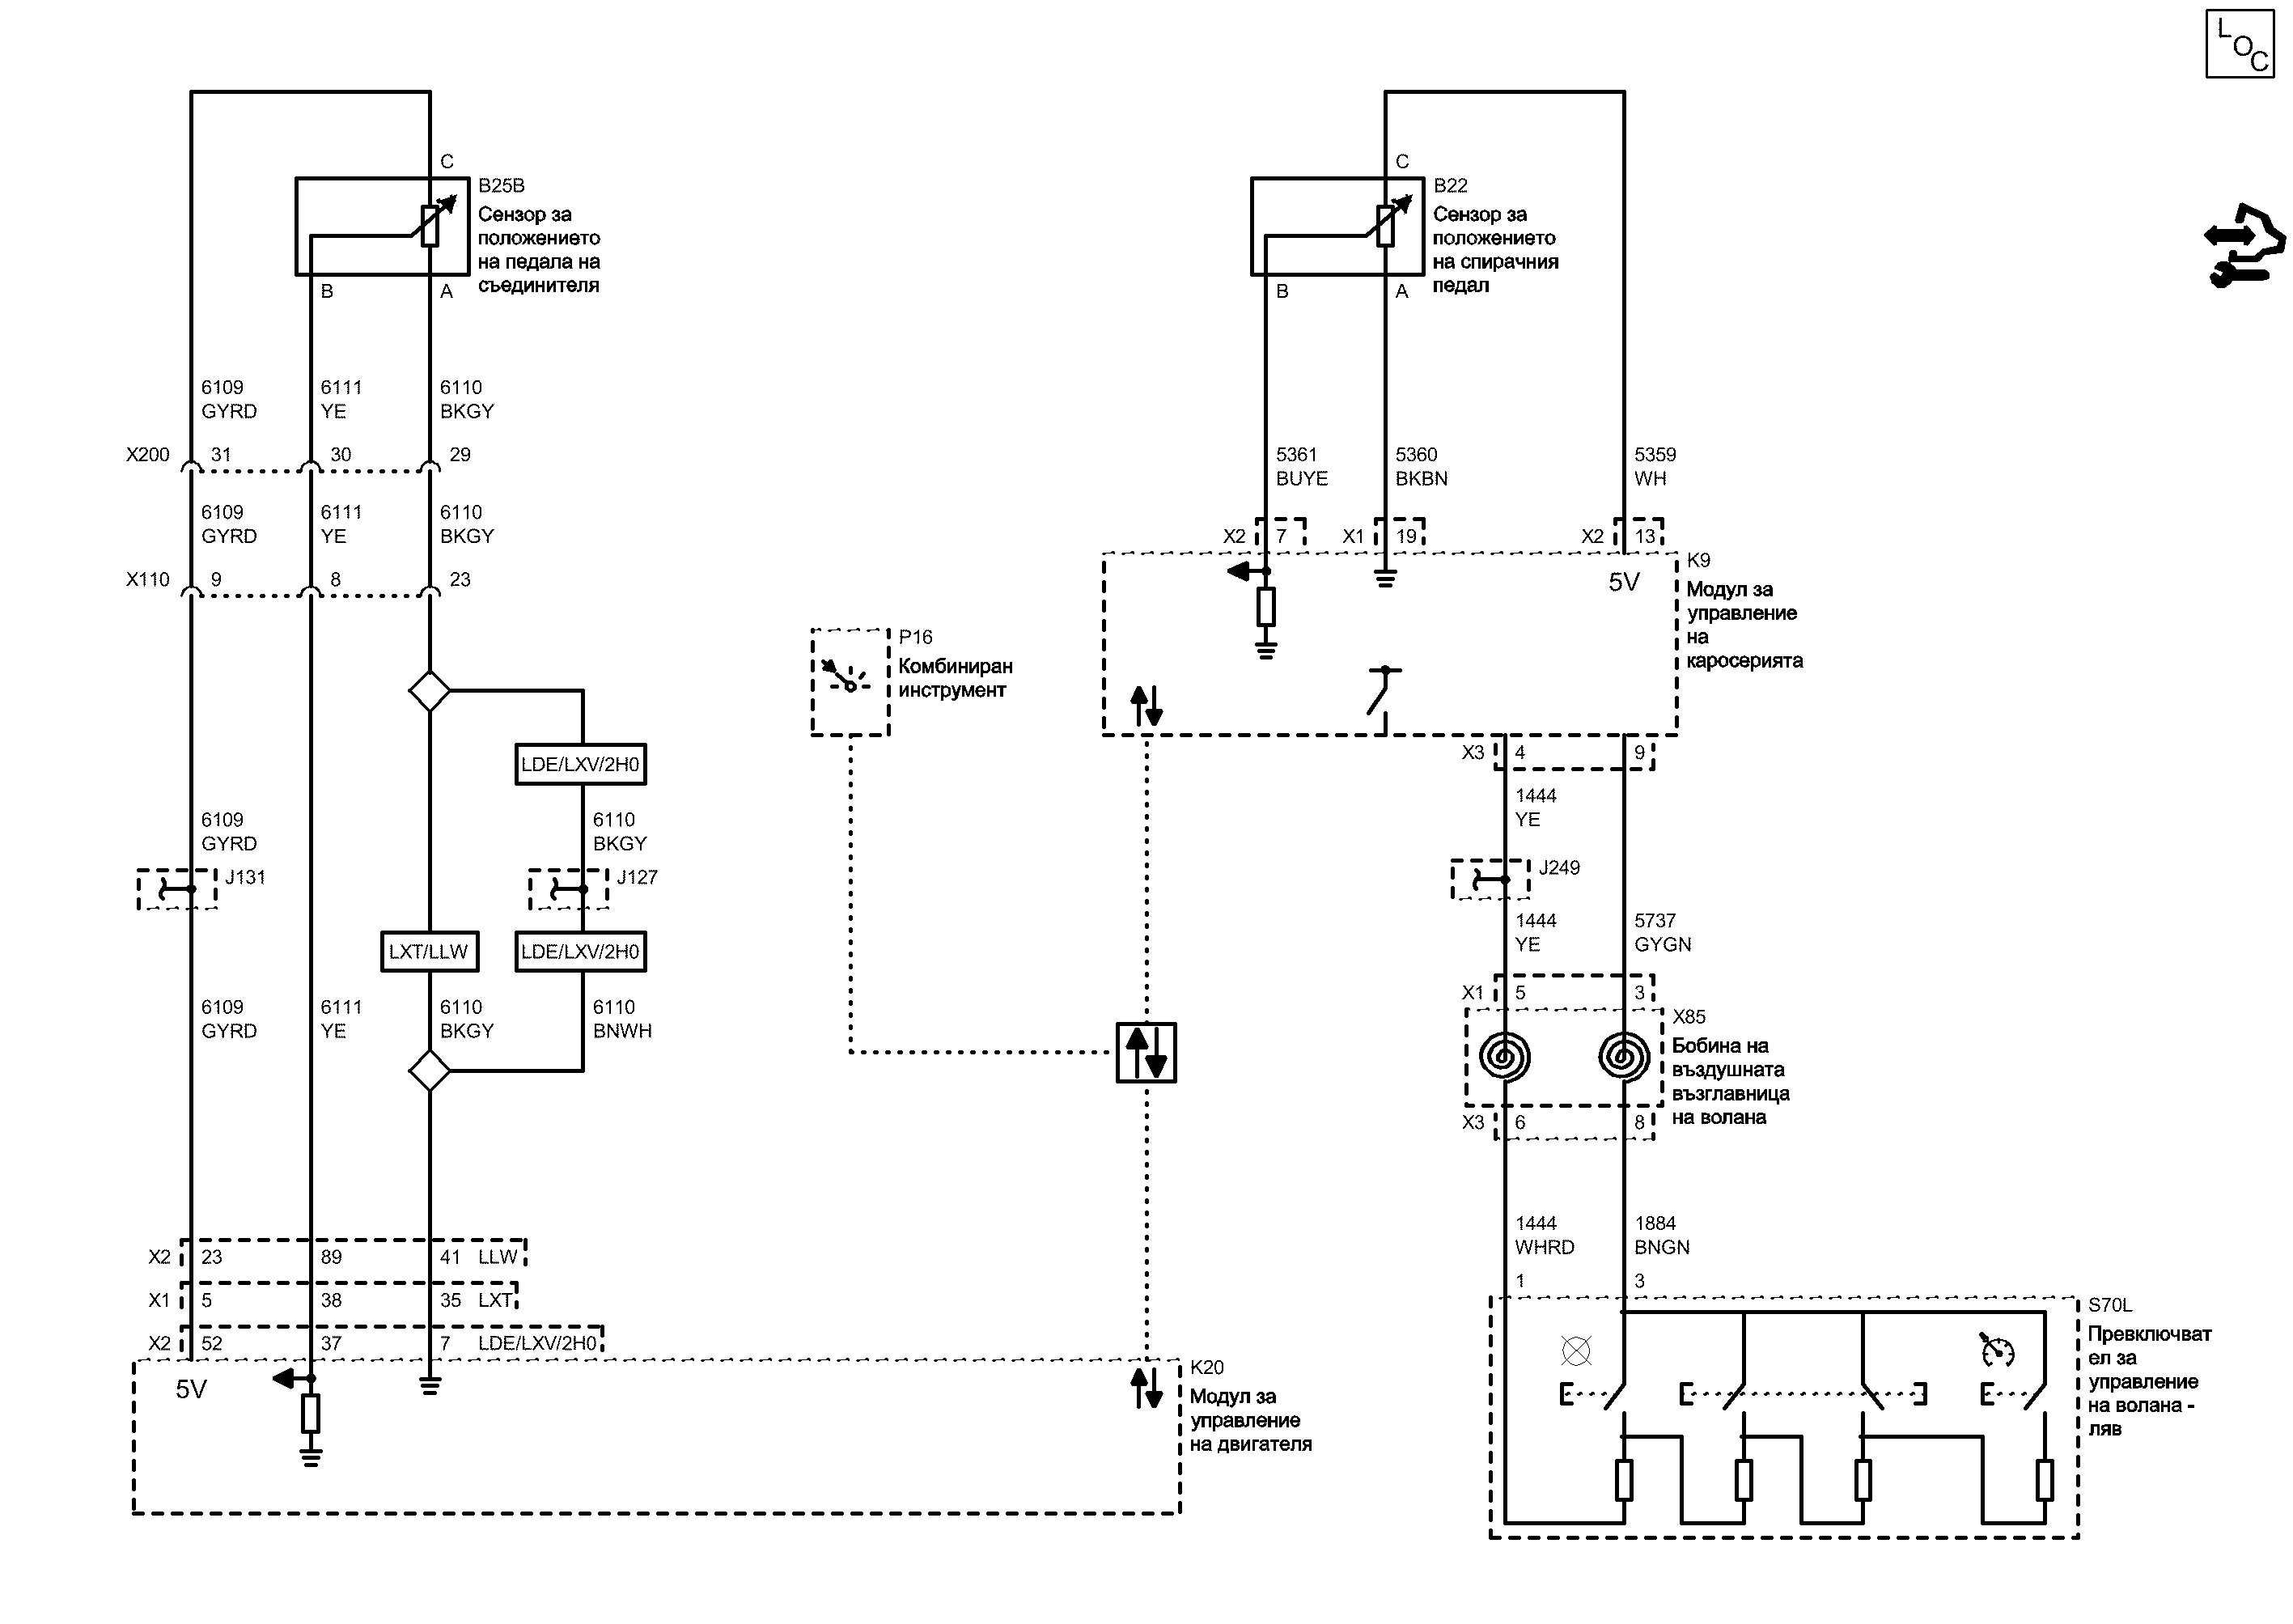 LOC
C
B25B
Сензор за
положението
на педала на
съединителя
B
A
C
B22
Сензор за
положението
на спирачния
педал
B
A
6109
GYRD
6111
YE
6110
BKGY
X200
31
30
29
6109
GYRD
6111
YE
6110
BKGY
X110
9
8
23
5361
BUYE
5360
BKBN
5359
WH
X2
7
X1
19
X2
13
K9
5V
Модул за
управление
на
каросерията
P16
Комбиниран
инструмент
LDE/LXV/2H0
6109
GYRD
6110
BKGY
J131
J127
LXT/LLW
LDE/LXV/2H0
6109
GYRD
6111
YE
6110
BKGY
6110
BNWH
X3
4
9
1444
YE
J249
1444
YE
5737
GYGN
X1
5
3
X85
Бобина на
въздушната
възглавница
на волана
X3
6
8
1444
WHRD
1884
BNGN
1
3
X2
23
89
41
LLW
X1
5
38
35
LXT
X2
52
37
7
LDE/LXV/2H0
5V
K20
Модул за
управление
на двигателя
S70L
Превключват
ел за
управление
на волана -
ляв